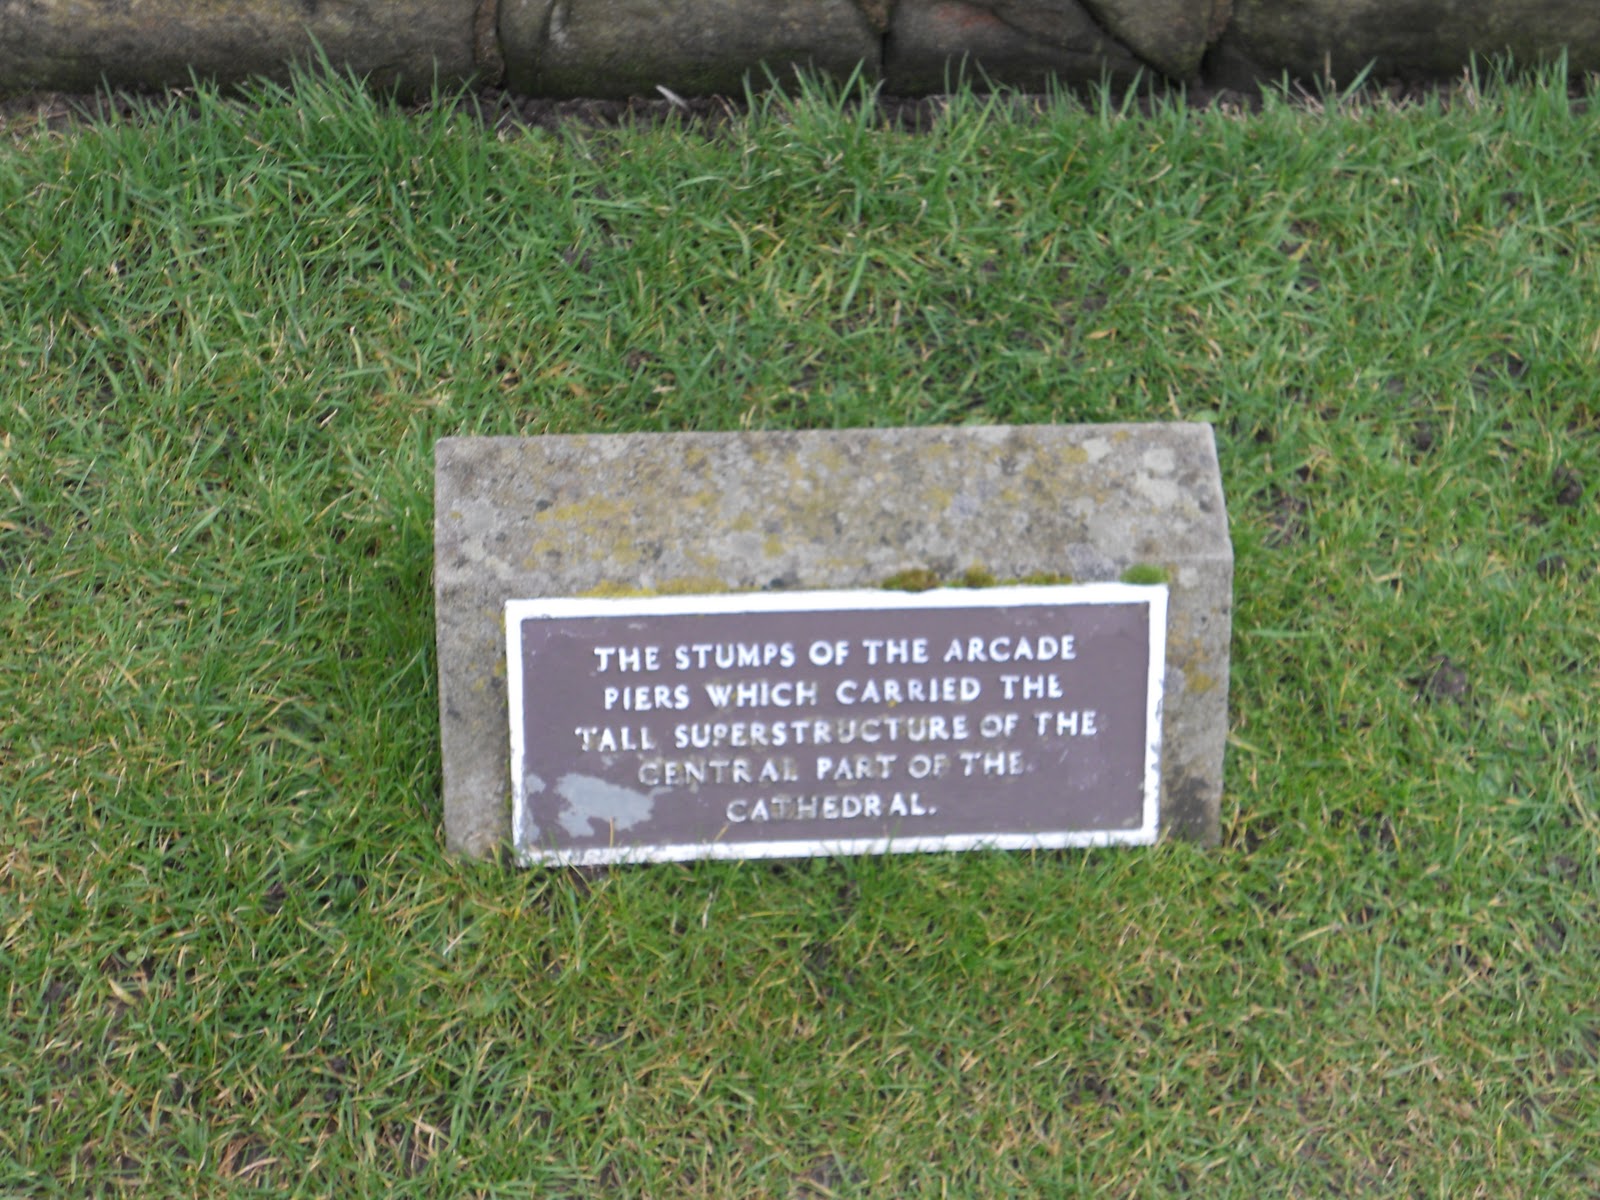 THE STUMPS OF THE ARCADE
PIERS WHICH CARRIED THE
TALL SUPERSTRUCTURE OF THE
CENTRAL PART OF THE
CATHEDRAL.